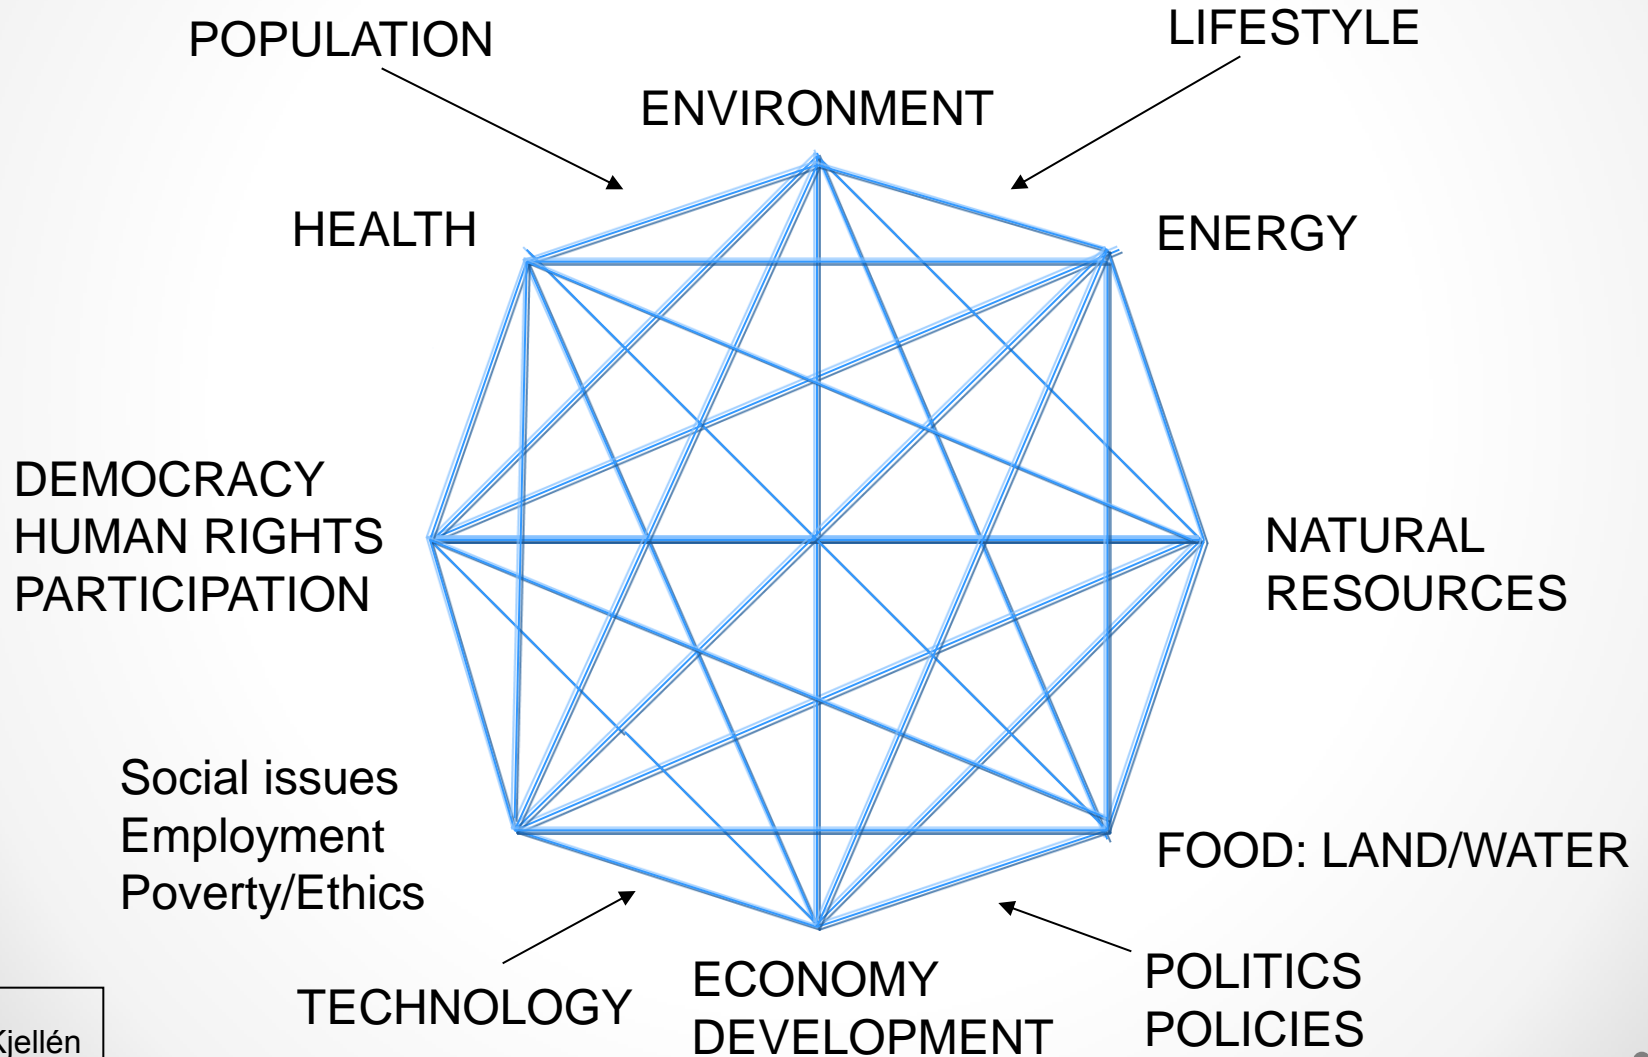 POPULATION
LIFESTYLE
ENVIRONMENT
HEALTH
ENERGY
DEMOCRACY
HUMAN RIGHTS
PARTICIPATION
NATURAL
RESOURCES
Social issues
Employment
Poverty/Ethics
FOOD: LAND/WATER
TECHNOLOGY
ECONOMY
DEVELOPMENT
POLITICS
POLICIES
Kjellén